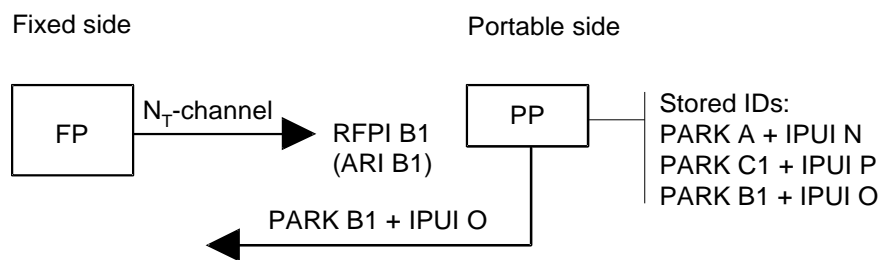 Fixed side
Portable side
FP
N_T-channel
RFPI B1
(ARI B1)
PP
Stored IDs:
PARK A + IPUI N
PARK C1 + IPUI P
PARK B1 + IPUI O
PARK B1 + IPUI O